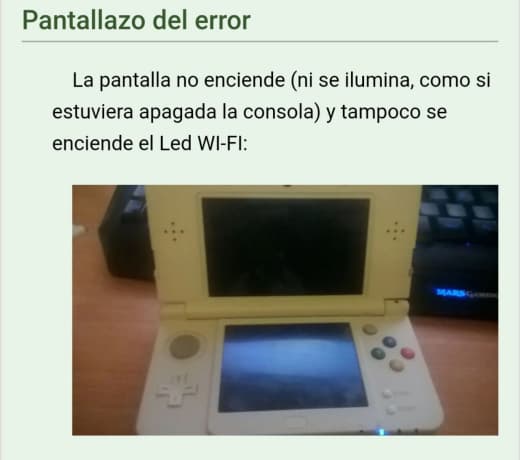 Pantallazo del error
La pantalla no enciende (ni se ilumina, como si
estuviera apagada la consola) y tampoco se
enciende el Led WI-FI:
MARS GAMING